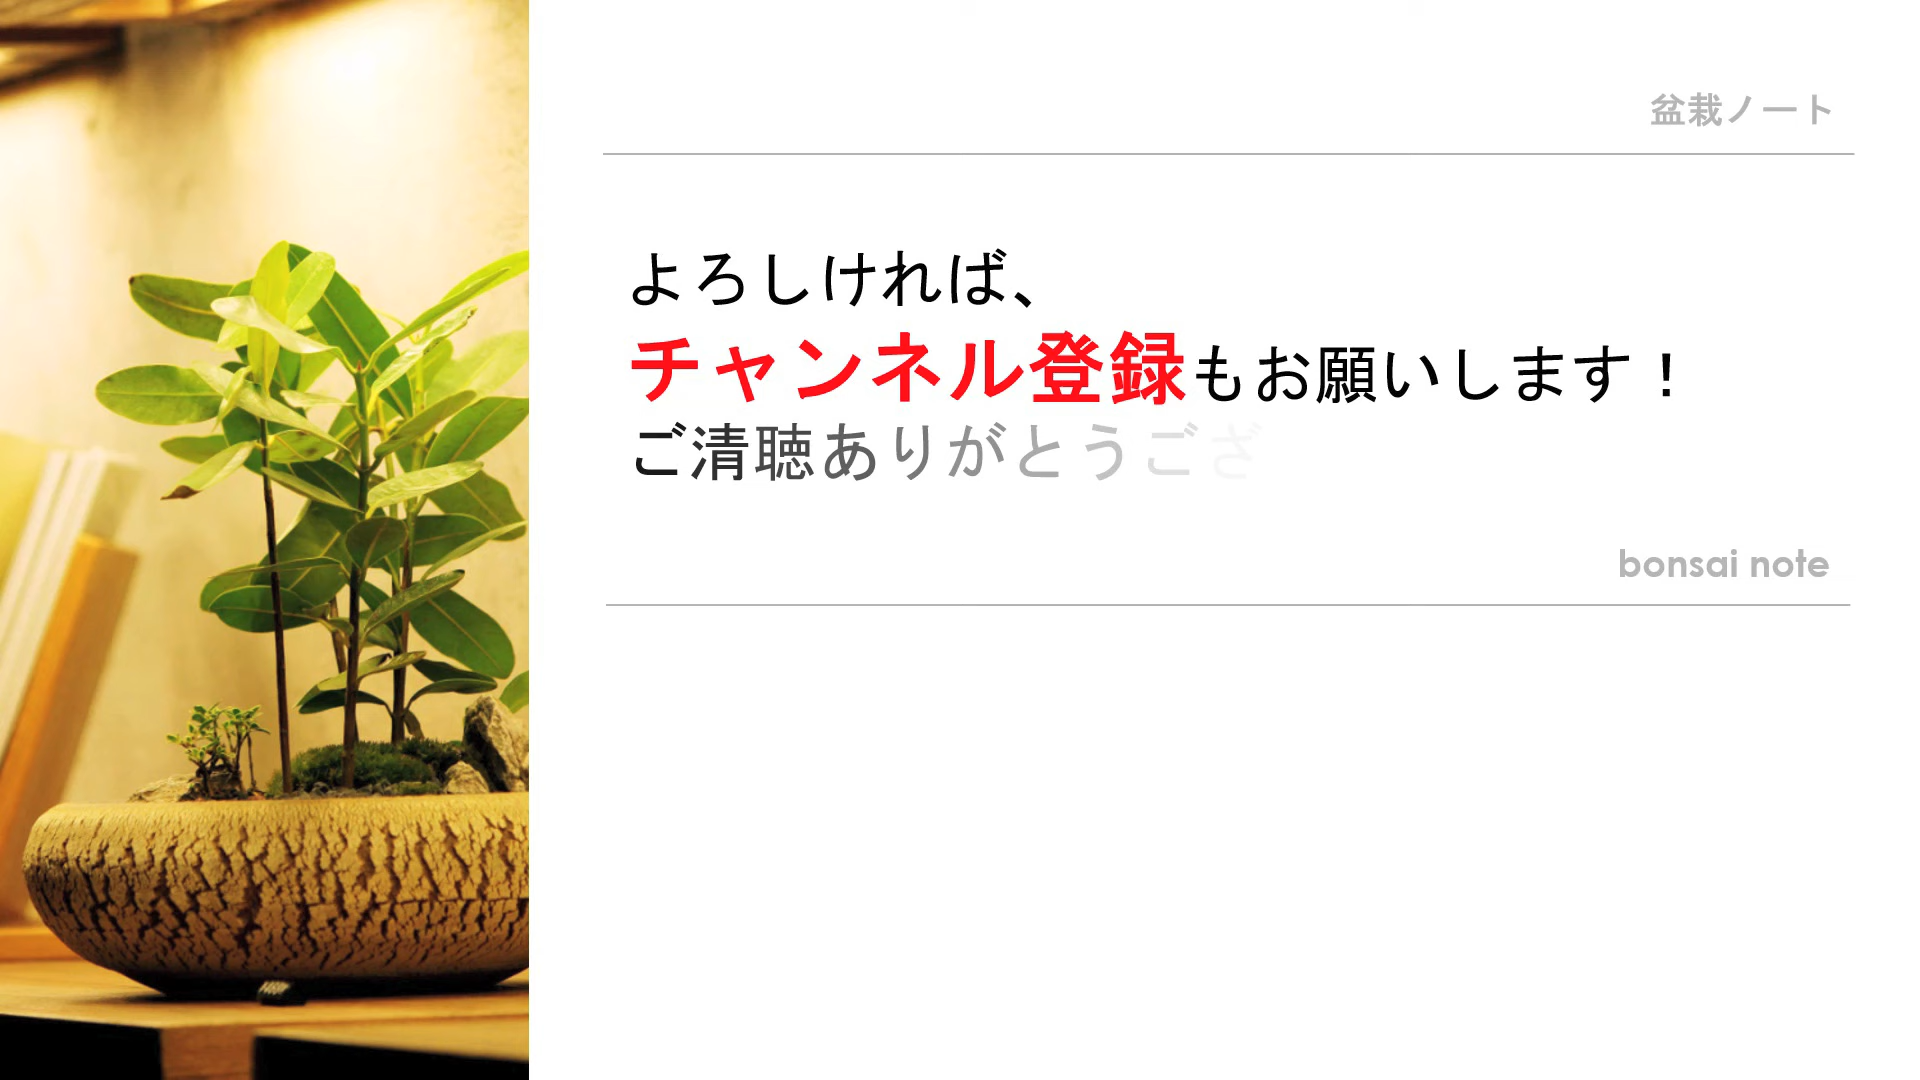 盆栽ノート
よろしければ、
チャンネル登録もお願いします！
ご清聴ありがとうござ
bonsai note